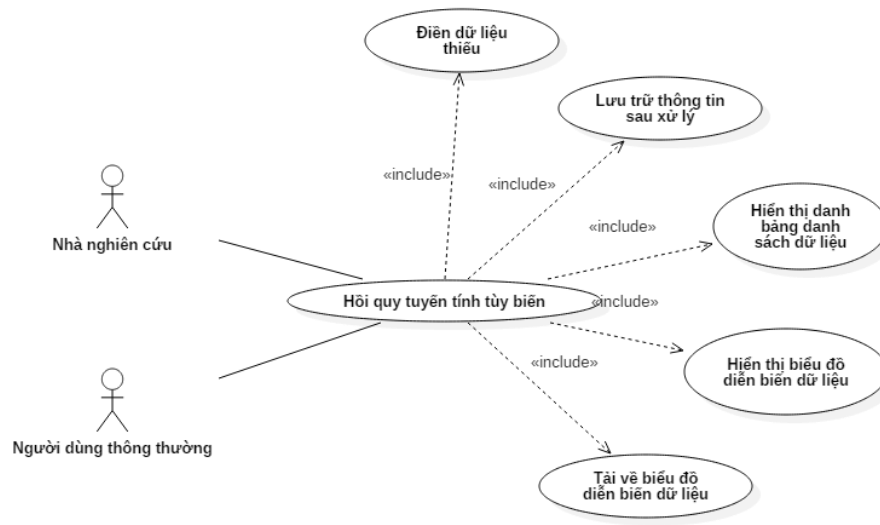 Điền dữ liệu
thiếu
Lưu trữ thông tin
sau xử lý
«include»
«include»
Hiển thị danh
bảng danh
sách dữ liệu
«include»
Nhà nghiên cứu
Hồi quy tuyến tính tùy biến
«include»
«include»
Hiển thị biểu đồ
diễn biến dữ liệu
Người dùng thông thường
Tải về biểu đồ
diễn biến dữ liệu